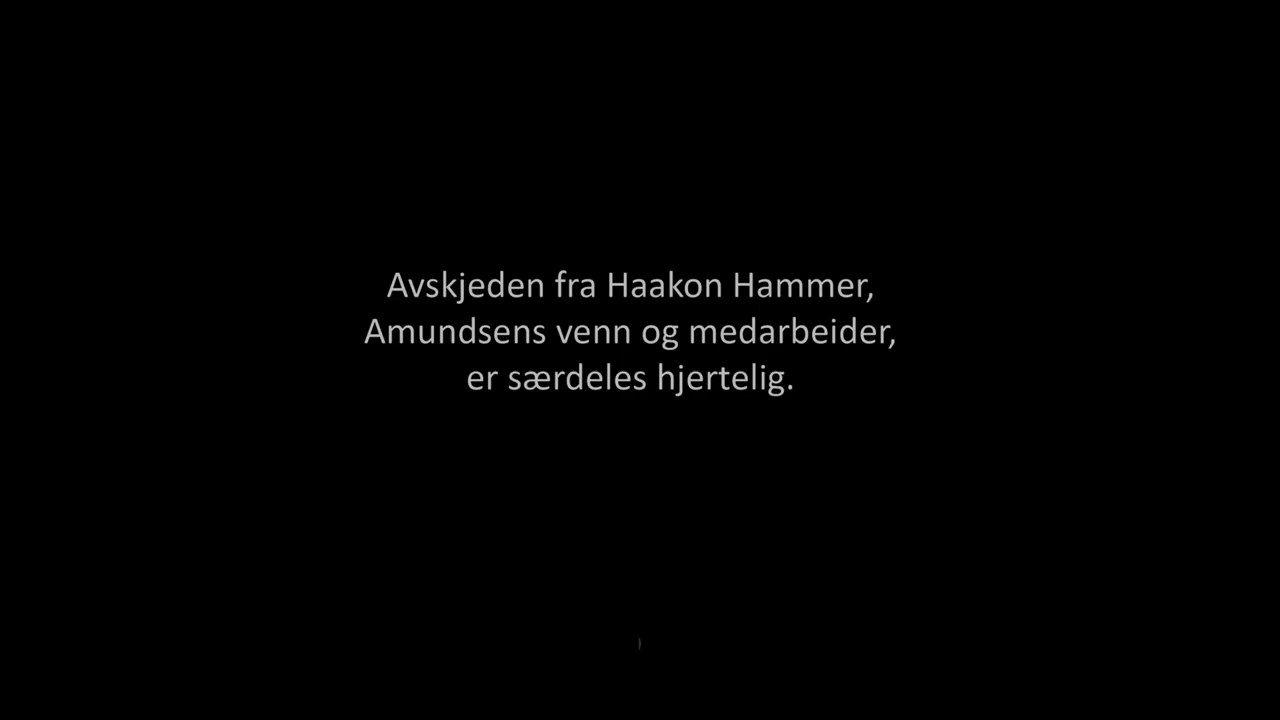 Avskjeden fra Haakon Hammer,
Amundsens venn og medarbeider,
er særdeles hjertelig.